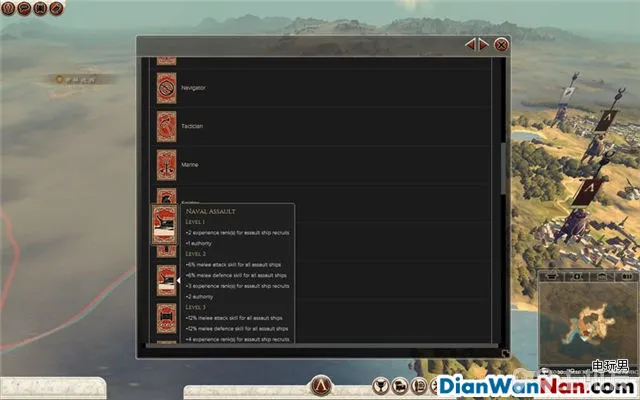 Navigator
Tactician
Marine
NAVAL ASSAULT
LEVEL 1
+2 experience rank(s) for assault ship recruits
+1 authority
LEVEL 2
+6% melee attack skill for all assault ships
+6% melee defence skill for all assault ships
+3 experience rank(s) for assault ship recruits
+2 authority
LEVEL 3
+12% melee attack skill for all assault ships
+12% melee defence skill for all assault ships
+4 experience rank(s) for assault ship recruits
电玩男
DianWanNan.com